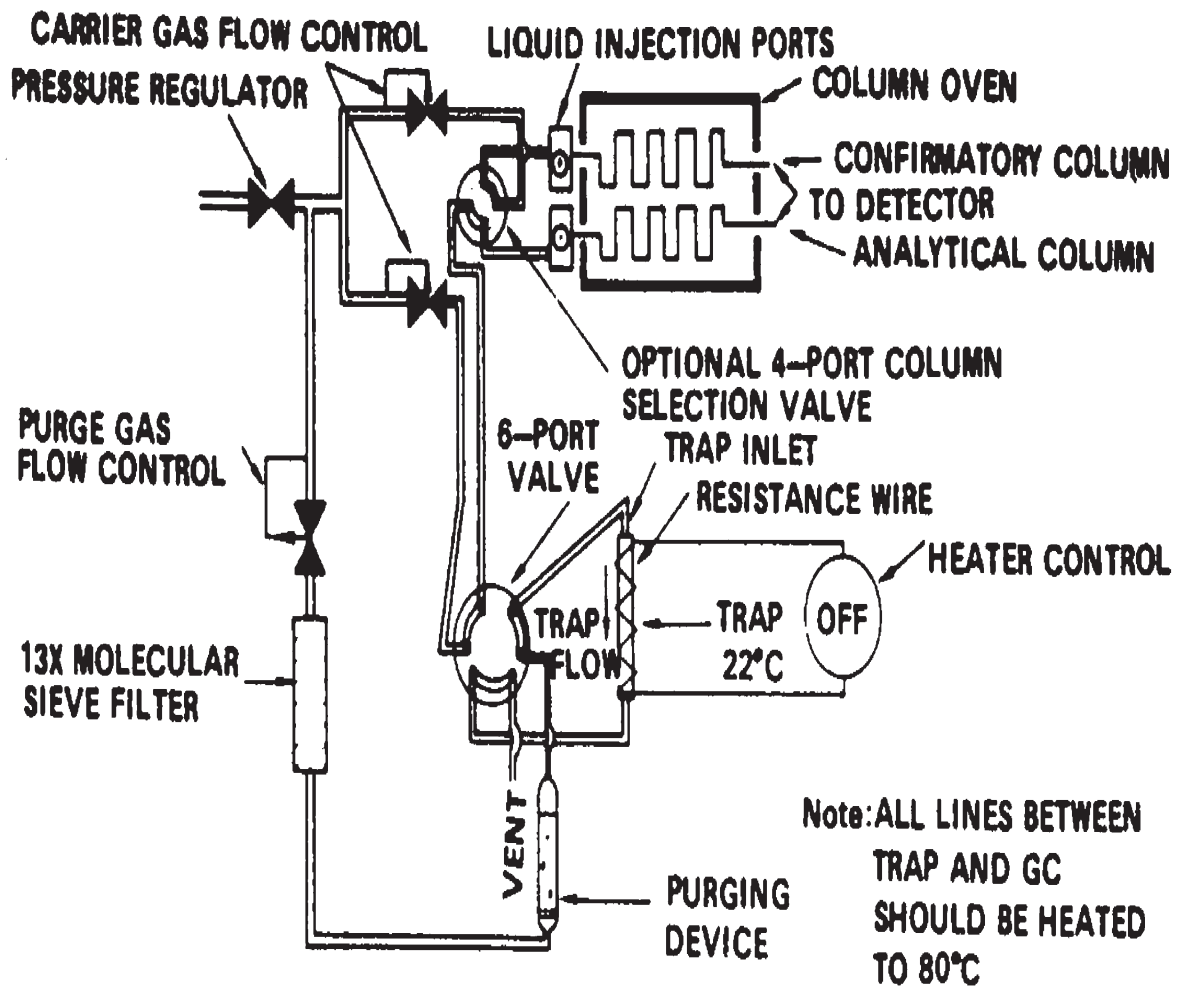 CARRIER GAS FLOW CONTROL
PRESSURE REGULATOR
LIQUID INJECTION PORTS
COLUMN OVEN
CONFIRMATORY COLUMN
TO DETECTOR
ANALYTICAL COLUMN
OPTIONAL 4-PORT COLUMN
SELECTION VALVE
PURGE GAS
FLOW CONTROL
6-PORT
VALVE
TRAP INLET
RESISTANCE WIRE
HEATER CONTROL
OFF
TRAP
FLOW
TRAP
22°C
13X MOLECULAR
SIEVE FILTER
VENT
PURGING
DEVICE
Note: ALL LINES BETWEEN
TRAP AND GC
SHOULD BE HEATED
TO 80°C